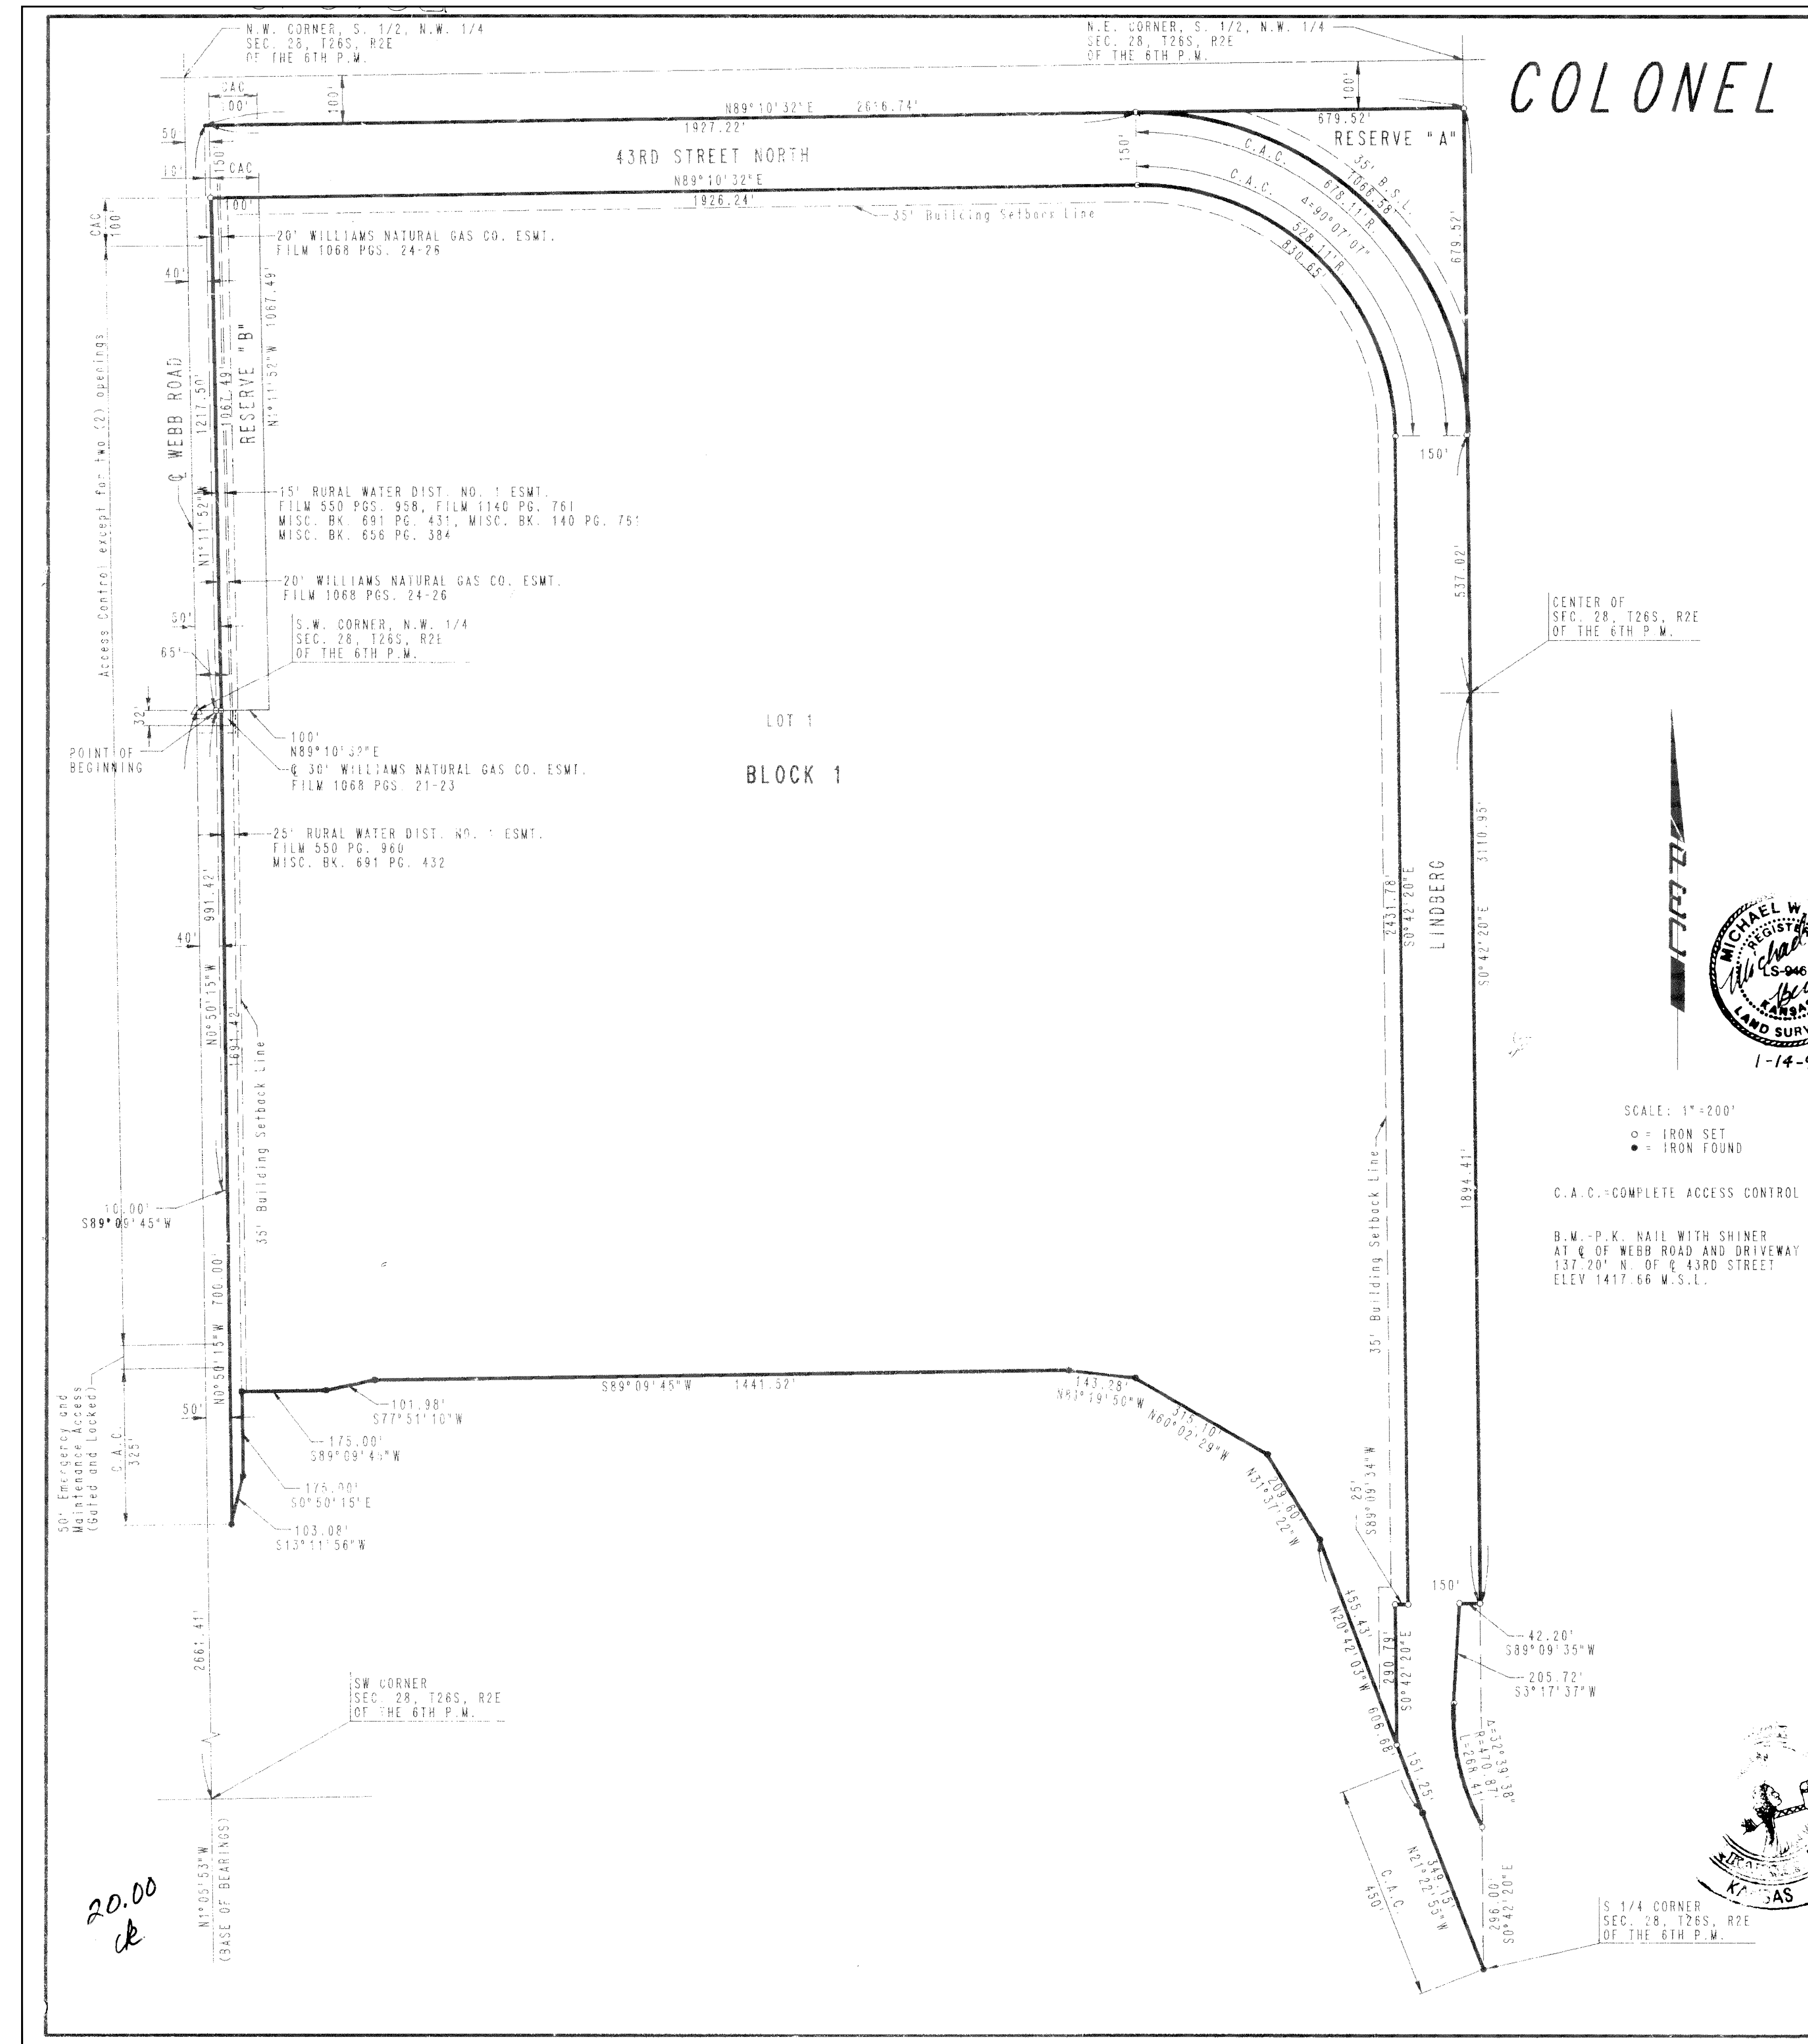 N.W. CORNER, S. 1/2, N.W. 1/4
SEC. 28, T26S, R2E
OF THE 6TH P.M.
N.E. CORNER, S. 1/2, N.W. 1/4
SEC. 28, T26S, R2E
OF THE 6TH P.M.
COLONEL
CAC
100'
100'
100'
N89°10'32"E
1927.22'
679.52'
RESERVE "A"
50'
150'
43RD STREET NORTH
150'
CAC
100'
N89°10'32"E
1926.24'
35' Building Setback Line
C.A.C.
35' B.S.L.
1066.58'
678.11'R.
C.A.C.
Δ=90°07'07"
528.11'R.
830.65'
679.52'
CAC
100'
20' WILLIAMS NATURAL GAS CO. ESMT.
FILM 1068 PGS. 24-26
40'
Access Control except for two (2) openings
₵ WEBB ROAD
1217.50'
N1°11'52"W
1067.49'
RESERVE "B"
N1°11'52"W 1067.49'
150'
15' RURAL WATER DIST. NO. 1 ESMT.
FILM 550 PGS. 958, FILM 1140 PG. 761
MISC. BK. 691 PG. 431, MISC. BK. 140 PG. 761
MISC. BK. 656 PG. 384
20' WILLIAMS NATURAL GAS CO. ESMT.
FILM 1068 PGS. 24-26
S.W. CORNER, N.W. 1/4
SEC. 28, T26S, R2E
OF THE 6TH P.M.
65'
32'
537.02'
CENTER OF
SEC. 28, T26S, R2E
OF THE 6TH P.M.
POINT OF
BEGINNING
100'
N89°10'32"E
₵ 30' WILLIAMS NATURAL GAS CO. ESMT.
FILM 1068 PGS. 21-23
LOT 1
BLOCK 1
25' RURAL WATER DIST. NO. 1 ESMT.
FILM 550 PG. 960
MISC. BK. 691 PG. 432
991.42'
40'
N0°50'15"W
1691.42'
35' Building Setback Line
2431.78'
S0°42'20"E
LINDBERG
S0°42'20"E 3110.95'
MICHAEL W.
LS-946
KANSAS
LAND SURV
SCALE: 1"=200'
○ = IRON SET
● = IRON FOUND
C.A.C.=COMPLETE ACCESS CONTROL
B.M.-P.K. NAIL WITH SHINER
AT ₵ OF WEBB ROAD AND DRIVEWAY
137.20' N. OF ₵ 43RD STREET
ELEV 1417.66 M.S.L.
10.00'
S89°09'45"W
N0°50'15"W 700.00'
35' Building Setback Line
1894.41'
50' Emergency and
Maintenance Access
(Gated and Locked)
C.A.C.
325'
50'
101.98'
S77°51'10"W
175.00'
S89°09'45"W
175.00'
S0°50'15"E
103.08'
S13°11'56"W
S89°09'45"W 1441.52'
143.28'
315.10'
N60°02'29"W
209.60'
N31°37'22"W
25'
S89°09'34"W
150'
455.43'
N20°42'03"W
606.68'
290.79'
S0°42'20"E
42.20'
S89°09'35"W
205.72'
S3°17'37"W
Δ=32°39'38"
R=470.87'
L=268.41'
2661.41'
SW CORNER
SEC. 28, T26S, R2E
OF THE 6TH P.M.
151.25'
C.A.C.
450'
349.15'
N21°22'55"W
296.00'
S0°42'20"E
N1°05'53"W
(BASE OF BEARINGS)
20.00
ck
KANSAS
S 1/4 CORNER
SEC. 28, T26S, R2E
OF THE 6TH P.M.